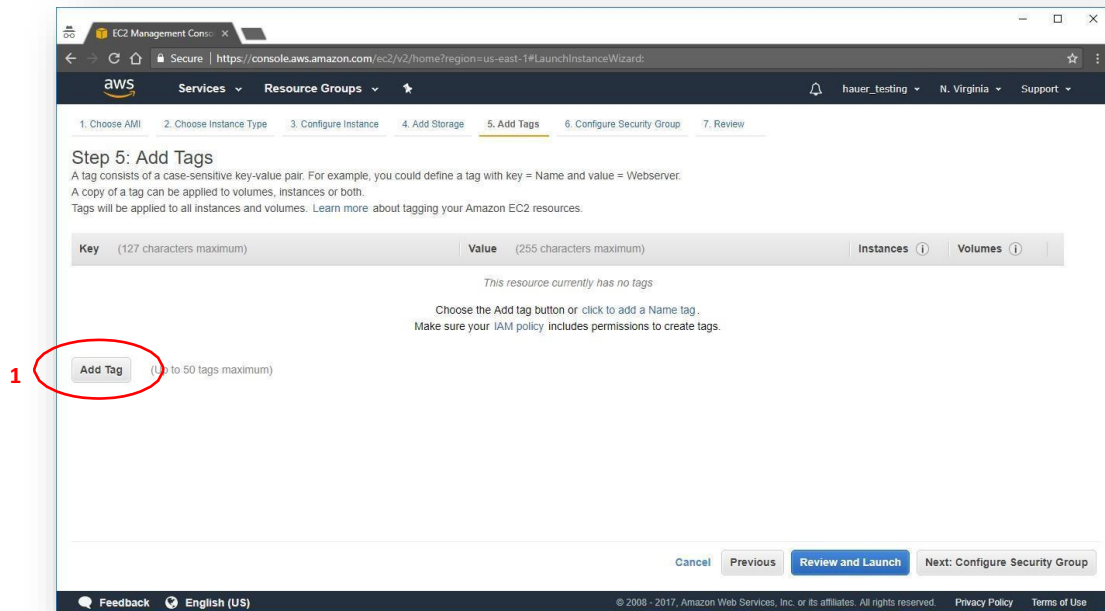 EC2 Management Conso
Secure | https://console.aws.amazon.com/ec2/v2/home?region=us-east-1#LaunchInstanceWizard:
aws Services Resource Groups hauer_testing N. Virginia Support
1. Choose AMI 2. Choose Instance Type 3. Configure Instance 4. Add Storage 5. Add Tags 6. Configure Security Group 7. Review
Step 5: Add Tags
A tag consists of a case-sensitive key-value pair. For example, you could define a tag with key = Name and value = Webserver.
A copy of a tag can be applied to volumes, instances or both.
Tags will be applied to all instances and volumes. Learn more about tagging your Amazon EC2 resources.
Key (127 characters maximum) Value (255 characters maximum) Instances i Volumes i
This resource currently has no tags
Choose the Add tag button or click to add a Name tag.
Make sure your IAM policy includes permissions to create tags.
1 Add Tag (Up to 50 tags maximum)
Cancel Previous Review and Launch Next: Configure Security Group
Feedback English (US) © 2008 - 2017, Amazon Web Services, Inc. or its affiliates. All rights reserved. Privacy Policy Terms of Use